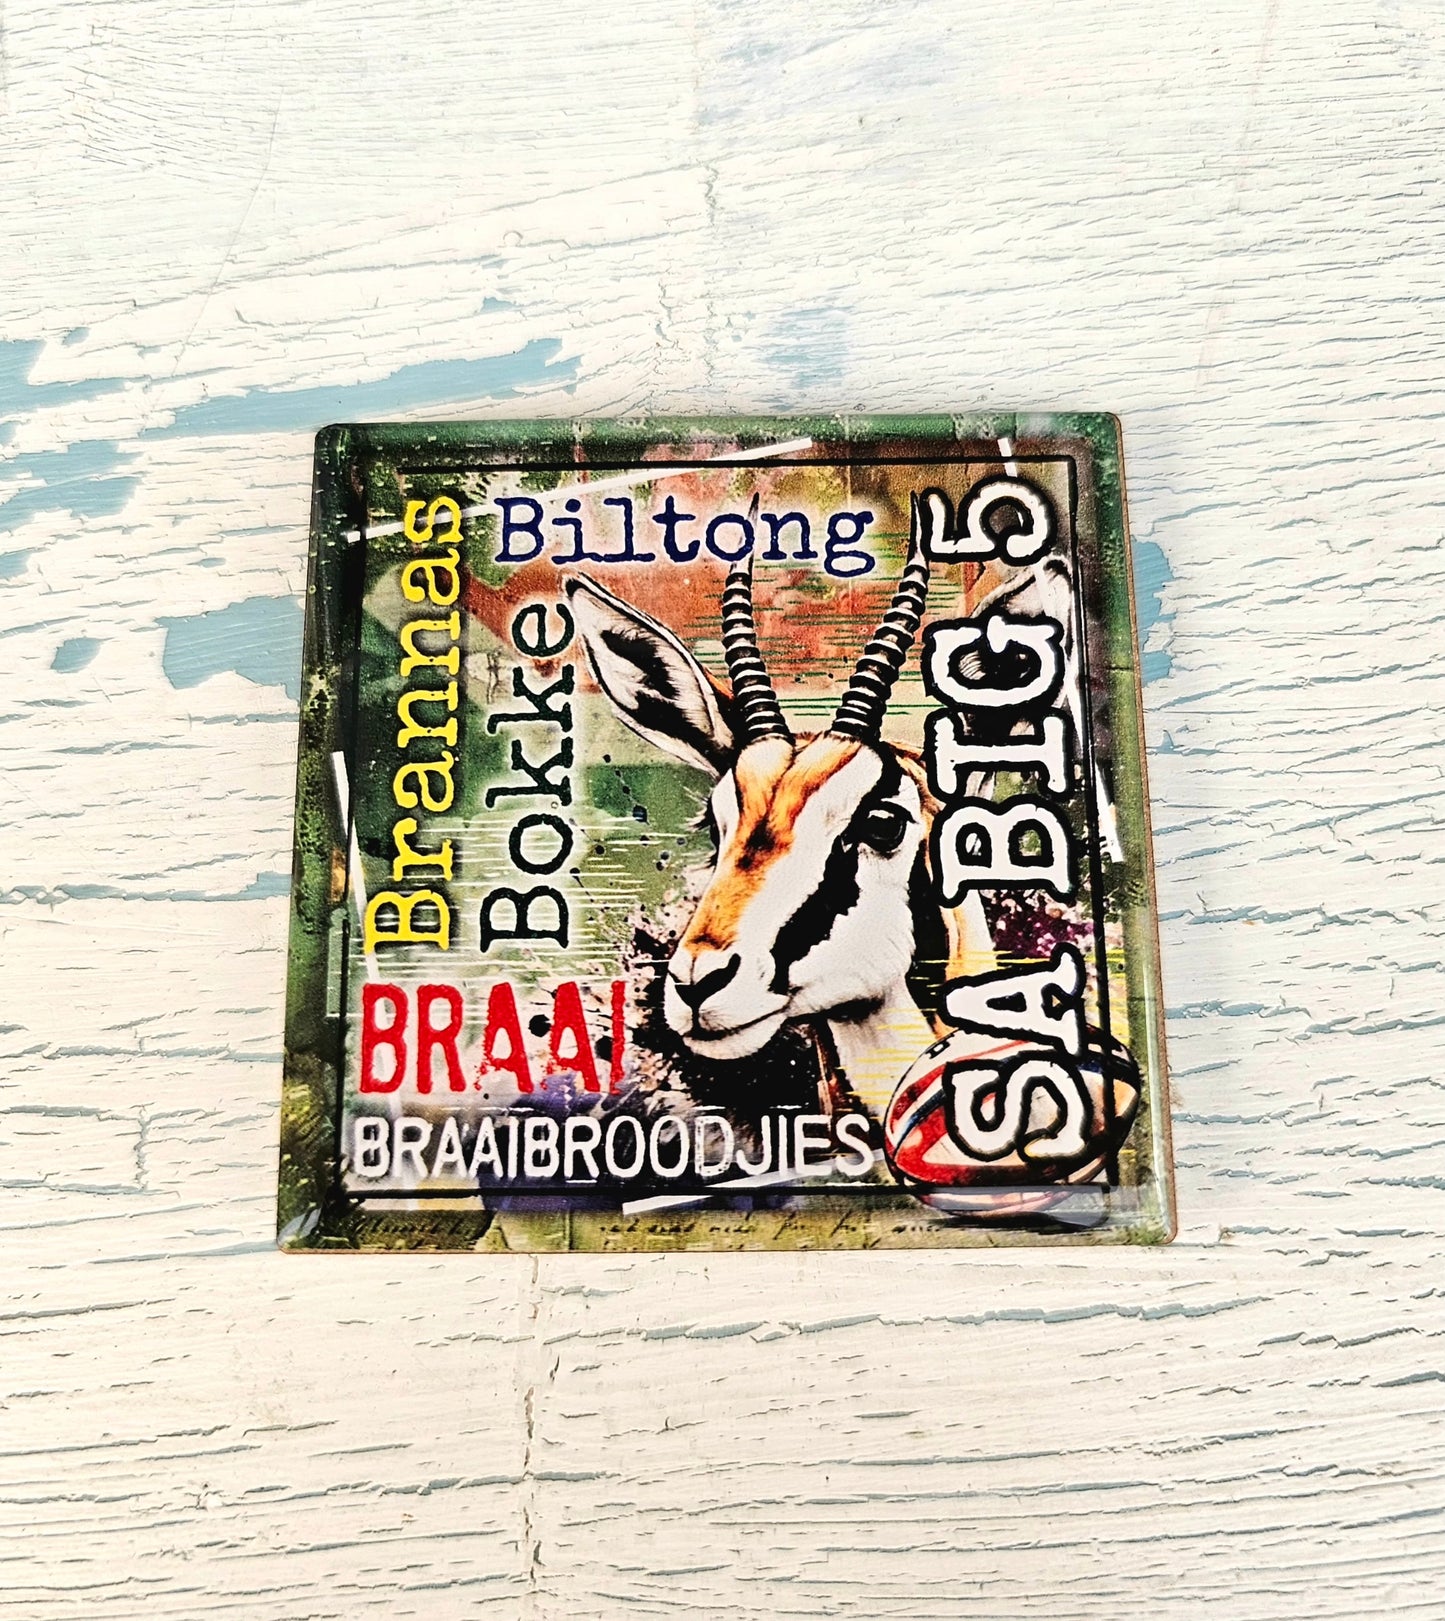 Biltong
Brannas
Bokke
SA BIG 5
BRAAI
BRAAIBROODJIES